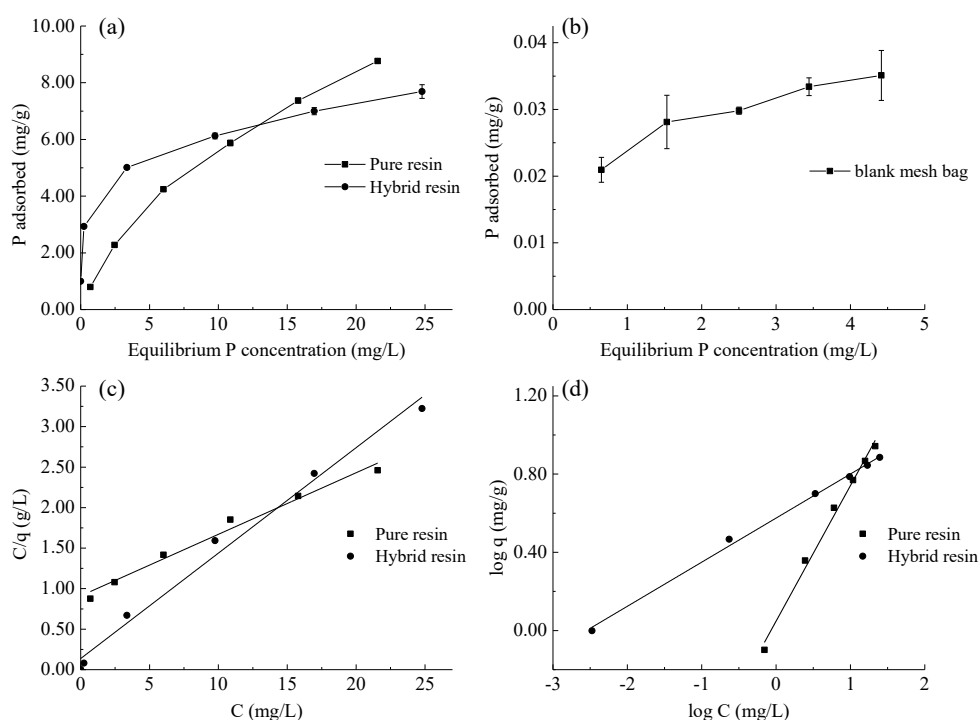 (a)
10.00
8.00
6.00
4.00
2.00
0.00
P adsorbed (mg/g)
Pure resin
Hybrid resin
0 5 10 15 20 25
Equilibrium P concentration (mg/L)
(b)
0.04
0.03
0.02
0.01
0.00
P adsorbed (mg/g)
blank mesh bag
0 1 2 3 4 5
Equilibrium P concentration (mg/L)
(c)
3.50
3.00
2.50
2.00
1.50
1.00
0.50
0.00
C/q (g/L)
Pure resin
Hybrid resin
0 5 10 15 20 25
C (mg/L)
(d)
1.20
0.80
0.40
0.00
log q (mg/g)
Pure resin
Hybrid resin
-3 -2 -1 0 1 2
log C (mg/L)